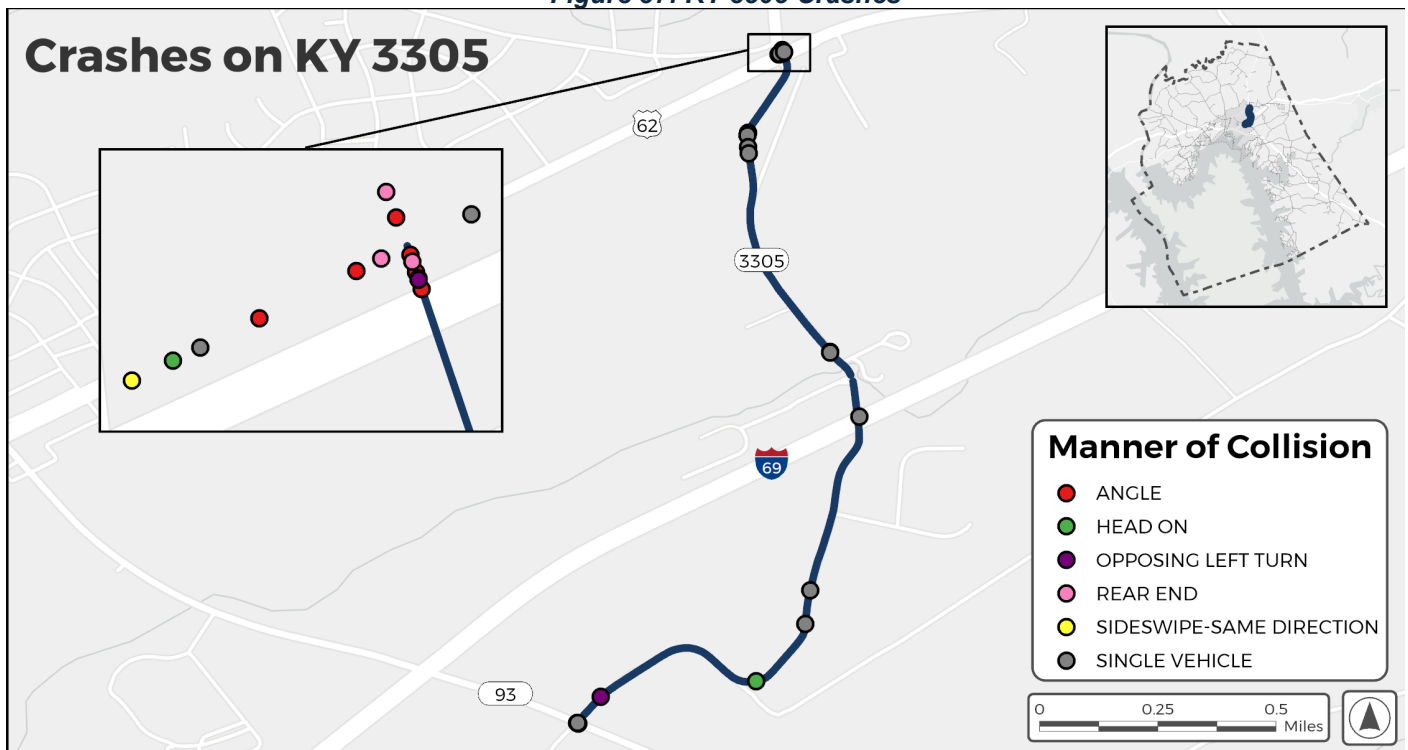 Crashes on KY 3305
62
3305
69
93
Manner of Collision
ANGLE
HEAD ON
OPPOSING LEFT TURN
REAR END
SIDESWIPE-SAME DIRECTION
SINGLE VEHICLE
0 0.25 0.5
Miles